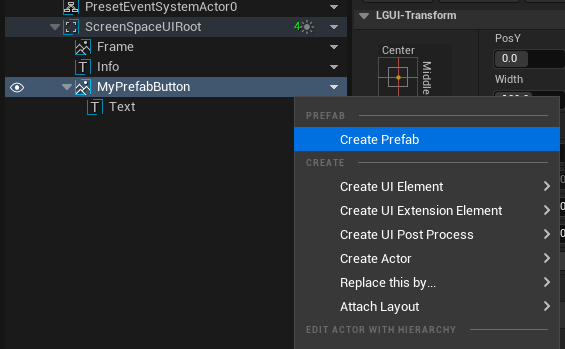 PresetEventSystemActor0
LGUI-Transform
ScreenSpaceUIRoot
4
Frame
Center
PosY
0.0
Info
Middle
Width
MyPrefabButton
Text
PREFAB
Create Prefab
CREATE
Create UI Element
Create UI Extension Element
Create UI Post Process
Create Actor
Replace this by...
Attach Layout
EDIT ACTOR WITH HIERARCHY